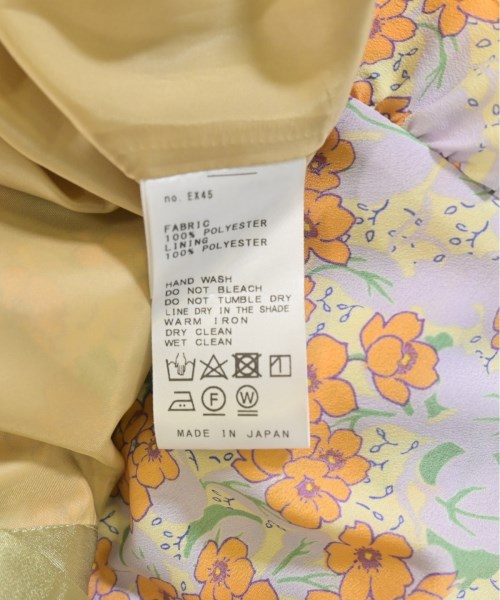 no. EX45
FABRIC
100% POLYESTER
LINING
100% POLYESTER
HAND WASH
DO NOT BLEACH
DO NOT TUMBLE DRY
LINE DRY IN THE SHADE
WARM IRON
DRY CLEAN
WET CLEAN
F W
MADE IN JAPAN